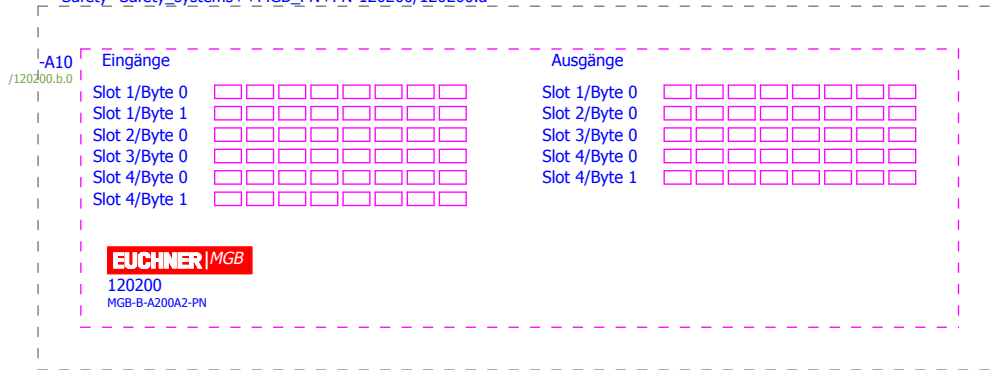 -A10
/120200.b.0
Eingänge
Slot 1/Byte 0
Slot 1/Byte 1
Slot 2/Byte 0
Slot 3/Byte 0
Slot 4/Byte 0
Slot 4/Byte 1
Ausgänge
Slot 1/Byte 0
Slot 2/Byte 0
Slot 3/Byte 0
Slot 4/Byte 0
Slot 4/Byte 1
EUCHNER|MGB
120200
MGB-B-A200A2-PN